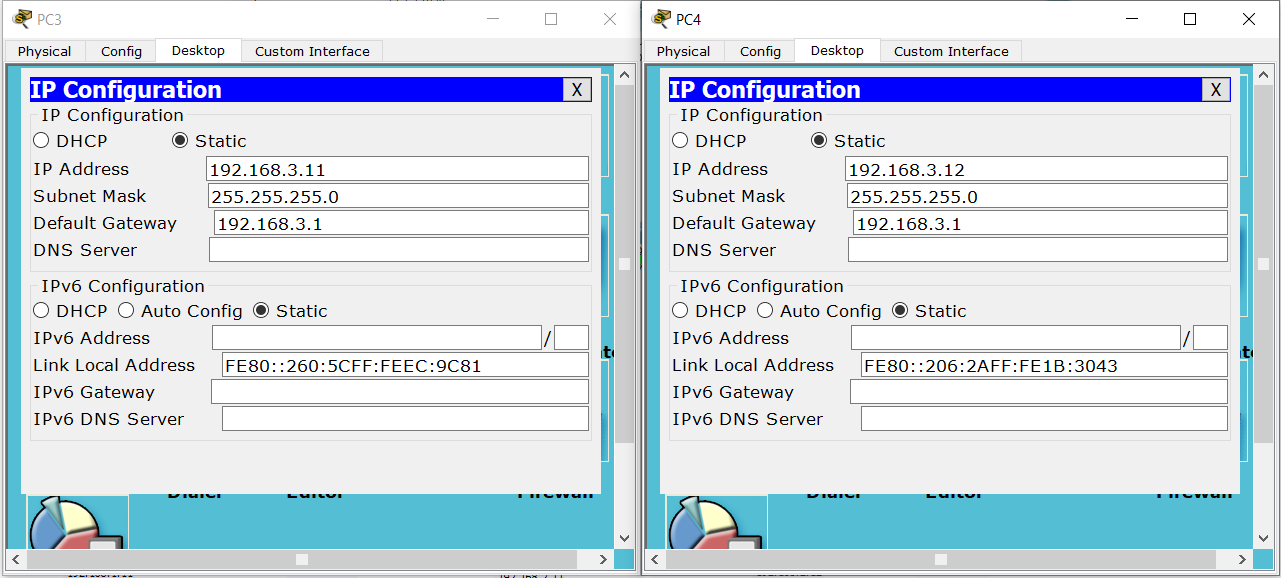 PC3
Physical Config Desktop Custom Interface
IP Configuration X
IP Configuration
DHCP Static
IP Address 192.168.3.11
Subnet Mask 255.255.255.0
Default Gateway 192.168.3.1
DNS Server
IPv6 Configuration
DHCP Auto Config Static
IPv6 Address /
Link Local Address FE80::260:5CFF:FEEC:9C81
IPv6 Gateway
IPv6 DNS Server
Dialer Editor Firewall
PC4
Physical Config Desktop Custom Interface
IP Configuration X
IP Configuration
DHCP Static
IP Address 192.168.3.12
Subnet Mask 255.255.255.0
Default Gateway 192.168.3.1
DNS Server
IPv6 Configuration
DHCP Auto Config Static
IPv6 Address /
Link Local Address FE80::206:2AFF:FE1B:3043
IPv6 Gateway
IPv6 DNS Server
Dialer Editor Firewall